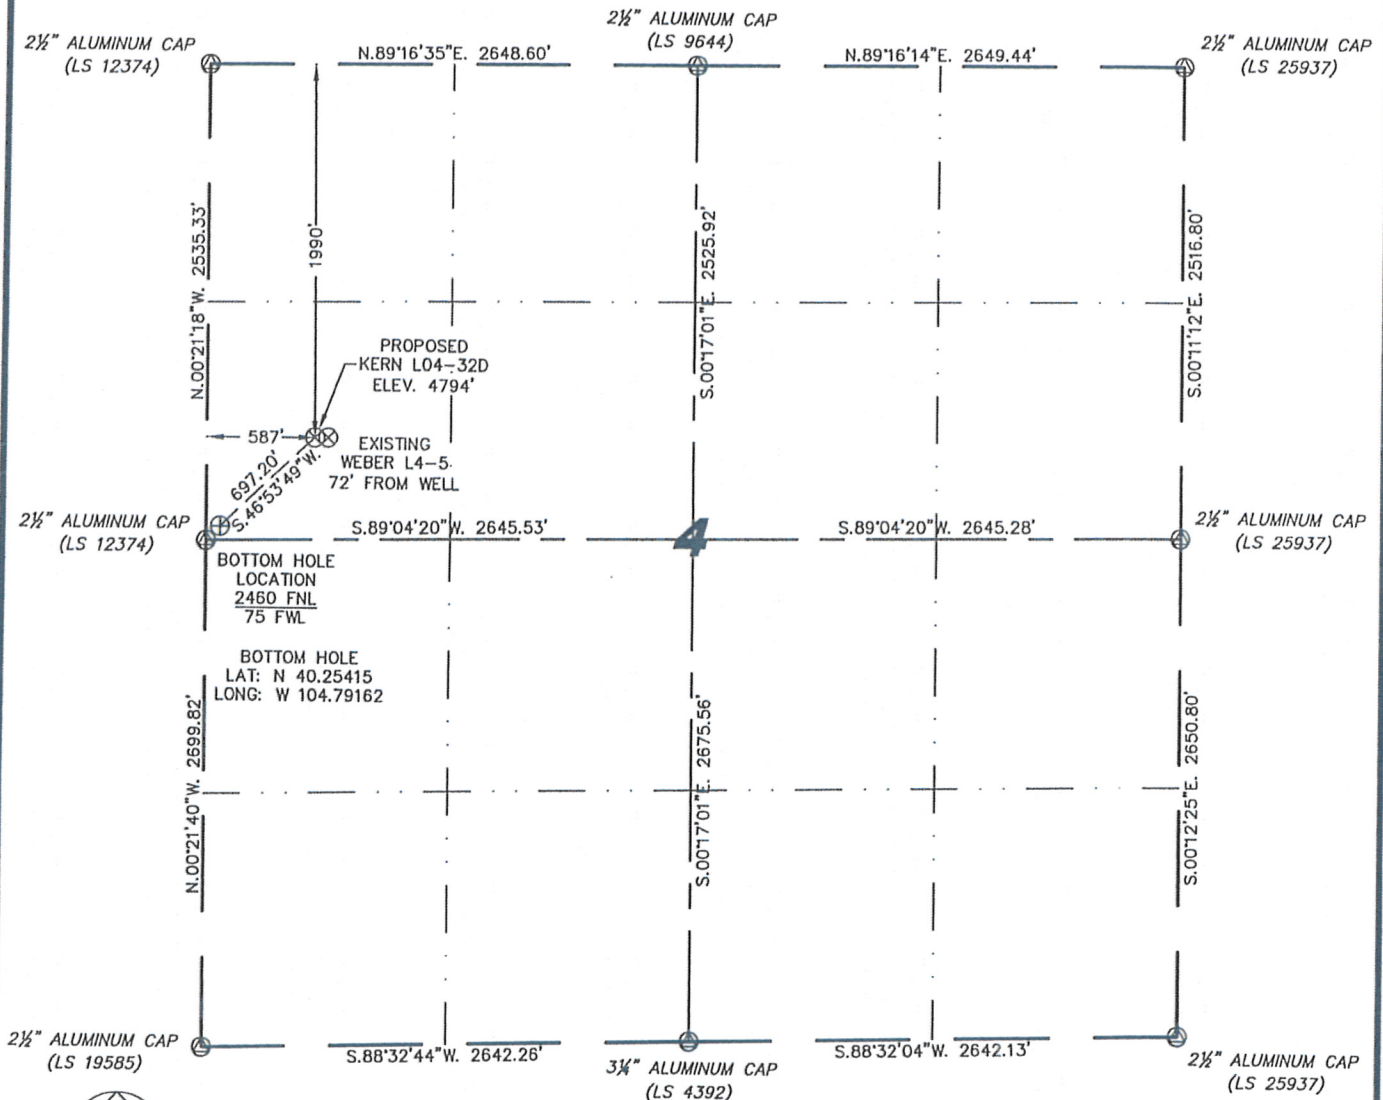 2½" ALUMINUM CAP
(LS 12374)
2½" ALUMINUM CAP
(LS 9644)
2½" ALUMINUM CAP
(LS 25937)
N.89°16'35"E. 2648.60'
N.89°16'14"E. 2649.44'
N.00°21'18"W. 2535.33'
1990'
S.00°17'01"E. 2525.92'
S.00°11'12"E. 2516.80'
PROPOSED
KERN L04-32D
ELEV. 4794'
587'
EXISTING
WEBER L4-5
72' FROM WELL
697.20'
S.46°53'49"W.
2½" ALUMINUM CAP
(LS 12374)
S.89°04'20"W. 2645.53'
4
S.89°04'20"W. 2645.28'
2½" ALUMINUM CAP
(LS 25937)
BOTTOM HOLE
LOCATION
2460 FNL
75 FWL
BOTTOM HOLE
LAT: N 40.25415
LONG: W 104.79162
N.00°21'40"W. 2699.82'
S.00°17'01"E. 2675.56'
S.00°12'25"E. 2650.80'
2½" ALUMINUM CAP
(LS 19585)
S.88°32'44"W. 2642.26'
3¼" ALUMINUM CAP
(LS 4392)
S.88°32'04"W. 2642.13'
2½" ALUMINUM CAP
(LS 25937)